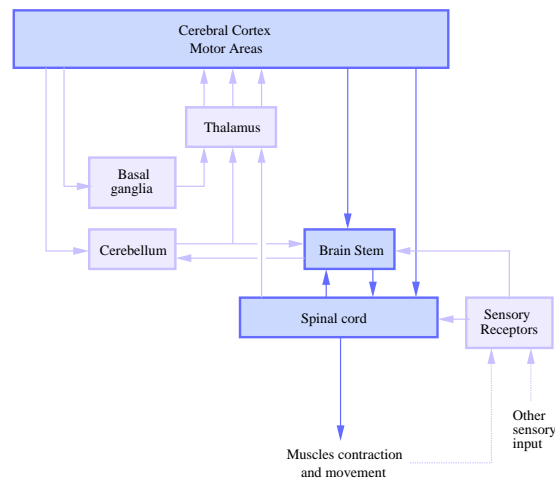 Cerebral Cortex
Motor Areas
Thalamus
Basal
ganglia
Cerebellum
Brain Stem
Spinal cord
Sensory
Receptors
Other
sensory
input
Muscles contraction
and movement